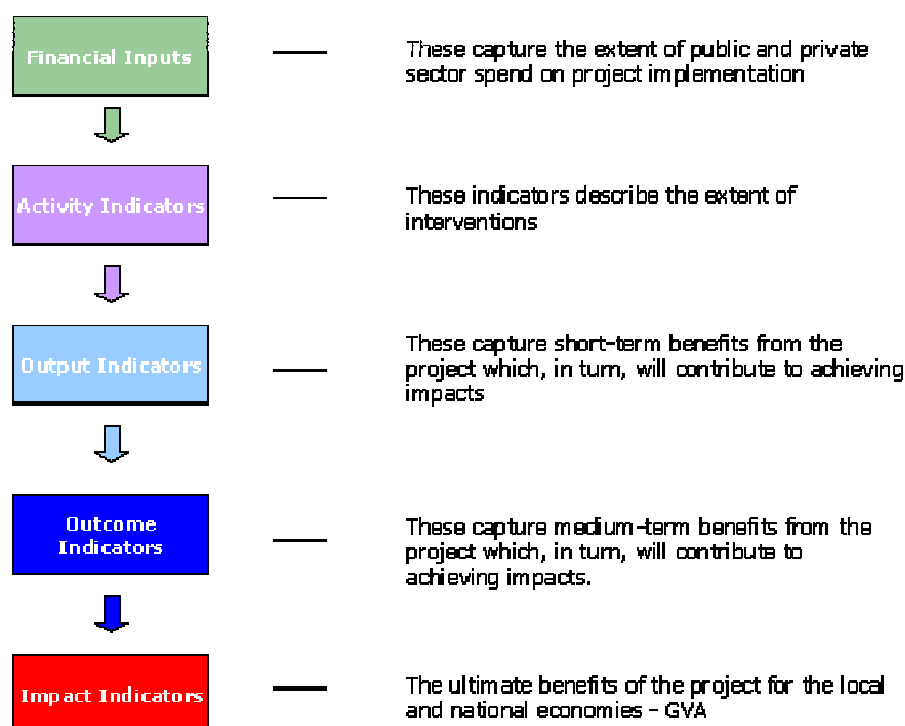 Financial Inputs
These capture the extent of public and private
sector spend on project implementation
Activity Indicators
These indicators describe the extent of
interventions
Output Indicators
These capture short-term benefits from the
project which, in turn, will contribute to achieving
impacts
Outcome
Indicators
These capture medium-term benefits from the
project which, in turn, will contribute to
achieving impacts.
Impact Indicators
The ultimate benefits of the project for the local
and national economies - GVA